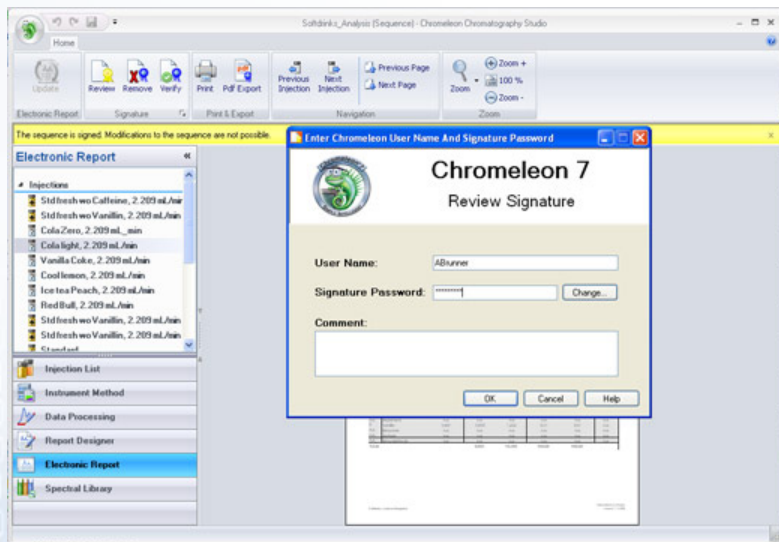 Softdrinks_Analysis (Sequence) - Chromeleon Chromatography Studio
Home
Update
Review
Remove
Verify
Print
Pdf Export
Previous Injection
Next Injection
Previous Page
Next Page
Zoom
Zoom +
100 %
Zoom -
Electronic Report
Signature
Print & Export
Navigation
Zoom
The sequence is signed. Modifications to the sequence are not possible.
Electronic Report
Injections
Std fresh wo Caffeine, 2.209 mL/min
Std fresh wo Vanillin, 2.209 mL/min
Cola Zero, 2.209 mL_min
Cola light, 2.209 mL/min
Vanilla Coke, 2.209 mL/min
Cool lemon, 2.209 mL/min
Ice tea Peach, 2.209 mL/min
Red Bull, 2.209 mL/min
Std fresh wo Vanillin, 2.209 mL/min
Std fresh wo Vanillin, 2.209 mL/min
Standard
Injection List
Instrument Method
Data Processing
Report Designer
Electronic Report
Spectral Library
Enter Chromeleon User Name And Signature Password
Chromeleon 7
Review Signature
User Name:
ABrunner
Signature Password:
*********
Change...
Comment:
OK
Cancel
Help